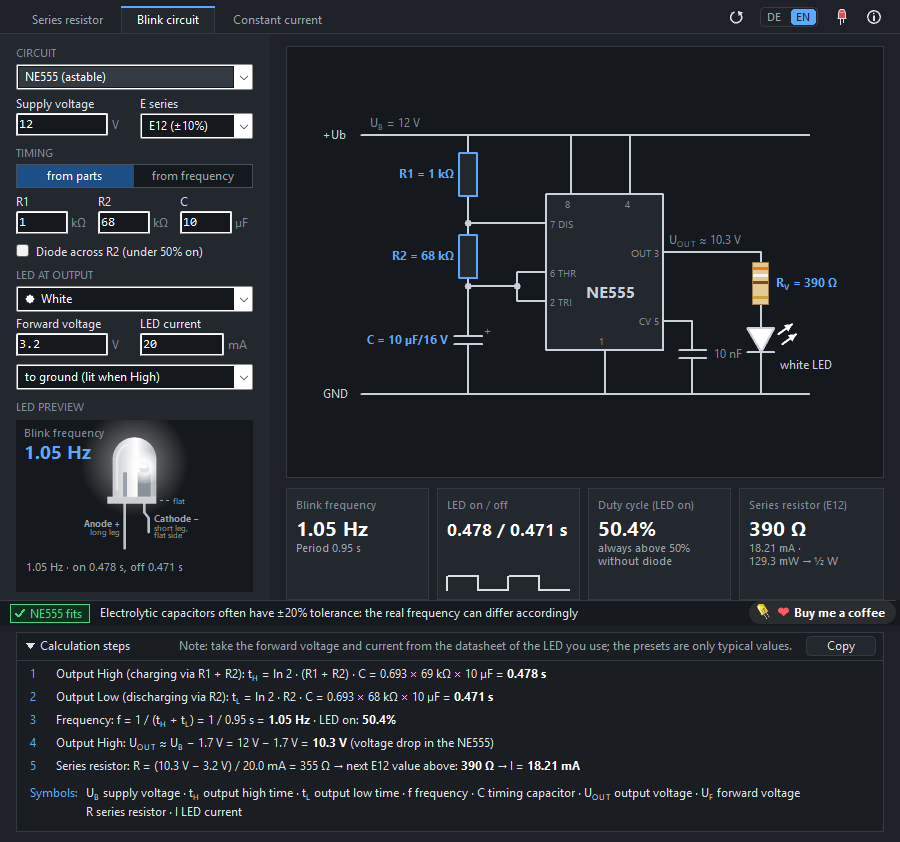 Series resistor
Blink circuit
Constant current
DE EN
CIRCUIT
NE555 (astable)
Supply voltage
E series
12 V
E12 (±10%)
TIMING
from parts
from frequency
R1 R2 C
1 kΩ 68 kΩ 10 µF
Diode across R2 (under 50% on)
LED AT OUTPUT
White
Forward voltage
LED current
3.2 V
20 mA
to ground (lit when High)
LED PREVIEW
Blink frequency
1.05 Hz
flat
Anode +
long leg
Cathode −
short leg,
flat side
1.05 Hz · on 0.478 s, off 0.471 s
+Ub
U_B = 12 V
R1 = 1 kΩ
8 4
7 DIS
U_OUT ≈ 10.3 V
R2 = 68 kΩ
OUT 3
6 THR
R_V = 390 Ω
NE555
2 TRI
CV 5
C = 10 µF/16 V
+
1
10 nF
white LED
GND
Blink frequency
1.05 Hz
Period 0.95 s
LED on / off
0.478 / 0.471 s
Duty cycle (LED on)
50.4%
always above 50%
without diode
Series resistor (E12)
390 Ω
18.21 mA ·
129.3 mW → ½ W
✓ NE555 fits
Electrolytic capacitors often have ±20% tolerance: the real frequency can differ accordingly
Buy me a coffee
▼ Calculation steps
Note: take the forward voltage and current from the datasheet of the LED you use; the presets are only typical values.
Copy
1 Output High (charging via R1 + R2): t_H = ln 2 · (R1 + R2) · C = 0.693 × 69 kΩ × 10 µF = 0.478 s
2 Output Low (discharging via R2): t_L = ln 2 · R2 · C = 0.693 × 68 kΩ × 10 µF = 0.471 s
3 Frequency: f = 1 / (t_H + t_L) = 1 / 0.95 s = 1.05 Hz · LED on: 50.4%
4 Output High: U_OUT ≈ U_B − 1.7 V = 12 V − 1.7 V = 10.3 V (voltage drop in the NE555)
5 Series resistor: R = (10.3 V − 3.2 V) / 20.0 mA = 355 Ω → next E12 value above: 390 Ω → I = 18.21 mA
Symbols: U_B supply voltage · t_H output high time · t_L output low time · f frequency · C timing capacitor · U_OUT output voltage · U_F forward voltage
R series resistor · I LED current